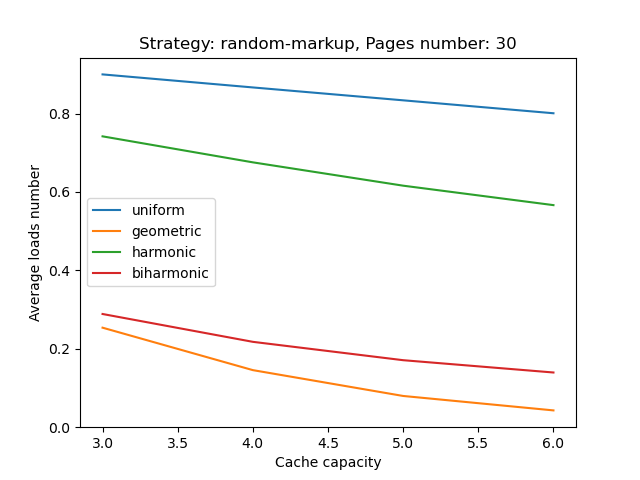 Strategy: random-markup, Pages number: 30
Average loads number
0.8
0.6
0.4
0.2
0.0
uniform
geometric
harmonic
biharmonic
3.0 3.5 4.0 4.5 5.0 5.5 6.0
Cache capacity